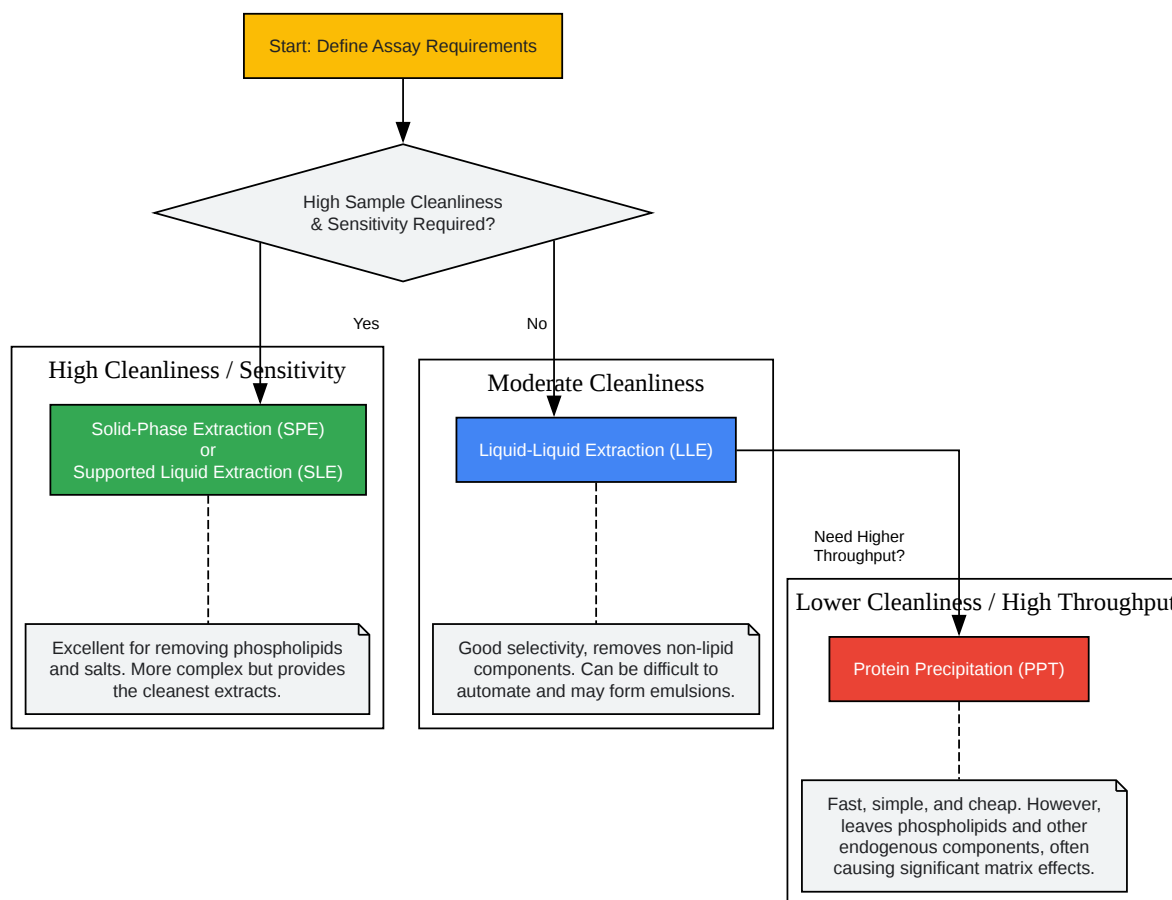 Start: Define Assay Requirements
High Sample Cleanliness
& Sensitivity Required?
Yes
No
High Cleanliness / Sensitivity
Solid-Phase Extraction (SPE)
or
Supported Liquid Extraction (SLE)
Excellent for removing phospholipids
and salts. More complex but provides
the cleanest extracts.
Moderate Cleanliness
Liquid-Liquid Extraction (LLE)
Good selectivity, removes non-lipid
components. Can be difficult to
automate and may form emulsions.
Need Higher
Throughput?
Lower Cleanliness / High Throughput
Protein Precipitation (PPT)
Fast, simple, and cheap. However,
leaves phospholipids and other
endogenous components, often
causing significant matrix effects.